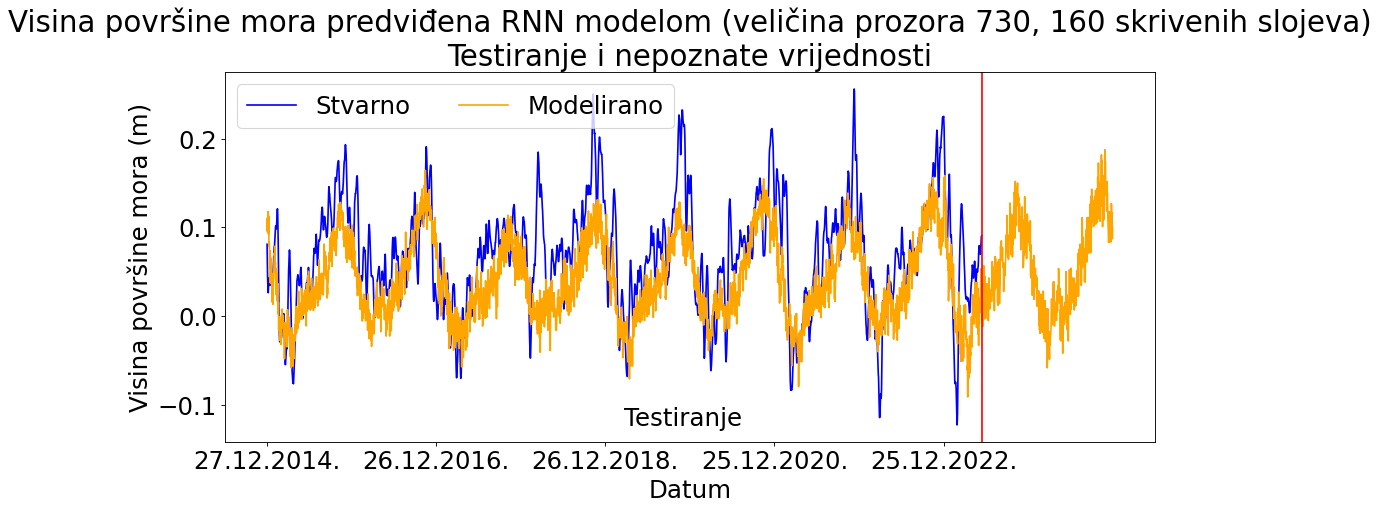 Visina površine mora predviđena RNN modelom (veličina prozora 730, 160 skrivenih slojeva)
Testiranje i nepoznate vrijednosti
Stvarno Modelirano
Visina površine mora (m)
0.2
0.1
0.0
−0.1
Testiranje
27.12.2014. 26.12.2016. 26.12.2018. 25.12.2020. 25.12.2022.
Datum